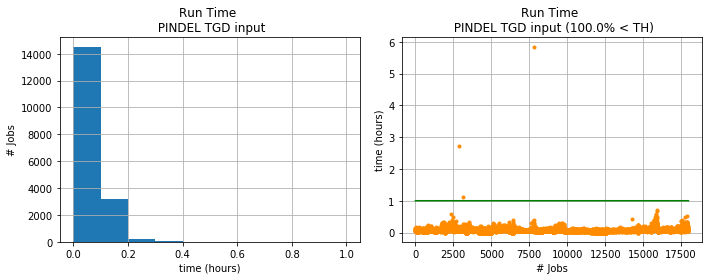 Run Time
PINDEL TGD input
# Jobs
14000
12000
10000
8000
6000
4000
2000
0
0.0 0.2 0.4 0.6 0.8 1.0
time (hours)
Run Time
PINDEL TGD input (100.0% < TH)
time (hours)
6
5
4
3
2
1
0
0 2500 5000 7500 10000 12500 15000 17500
# Jobs